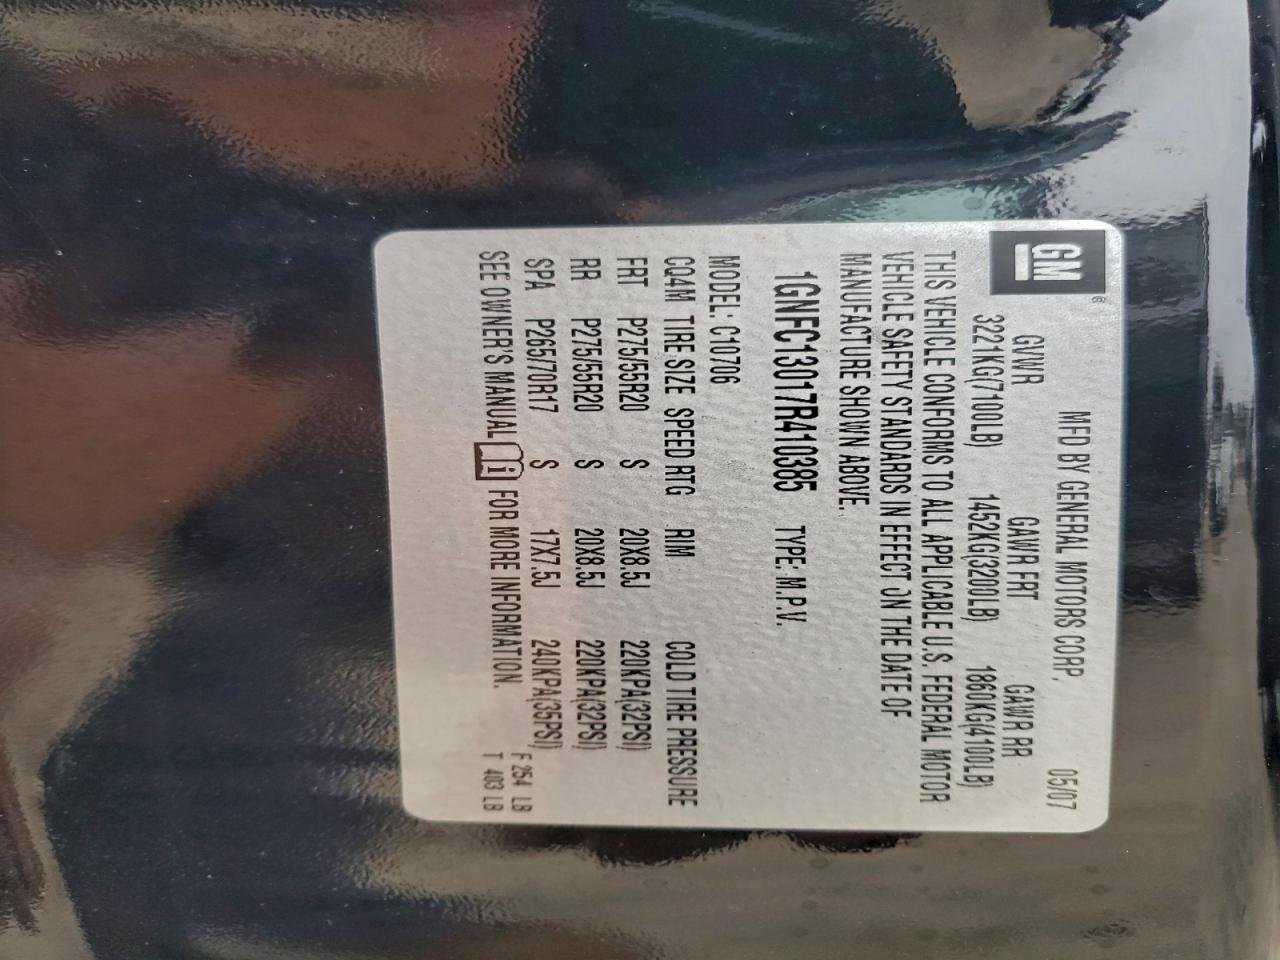 GM®
MFD BY GENERAL MOTORS CORP. 05/07
GVWR GAWR FRT GAWR RR
3221KG(7100LB) 1452KG(3200LB) 1860KG(4100LB)
THIS VEHICLE CONFORMS TO ALL APPLICABLE U.S. FEDERAL MOTOR
VEHICLE SAFETY STANDARDS IN EFFECT ON THE DATE OF
MANUFACTURE SHOWN ABOVE.
1GNFC13017R410385 TYPE: M.P.V.
MODEL: C10706
CQ4M TIRE SIZE SPEED RTG RIM COLD TIRE PRESSURE
FRT P275/55R20 S 20X8.5J 220KPA(32PSI)
RR P275/55R20 S 20X8.5J 220KPA(32PSI)
SPA P265/70R17 S 17X7.5J 240KPA(35PSI)
SEE OWNER'S MANUAL i FOR MORE INFORMATION.
F 254 LB
T 403 LB